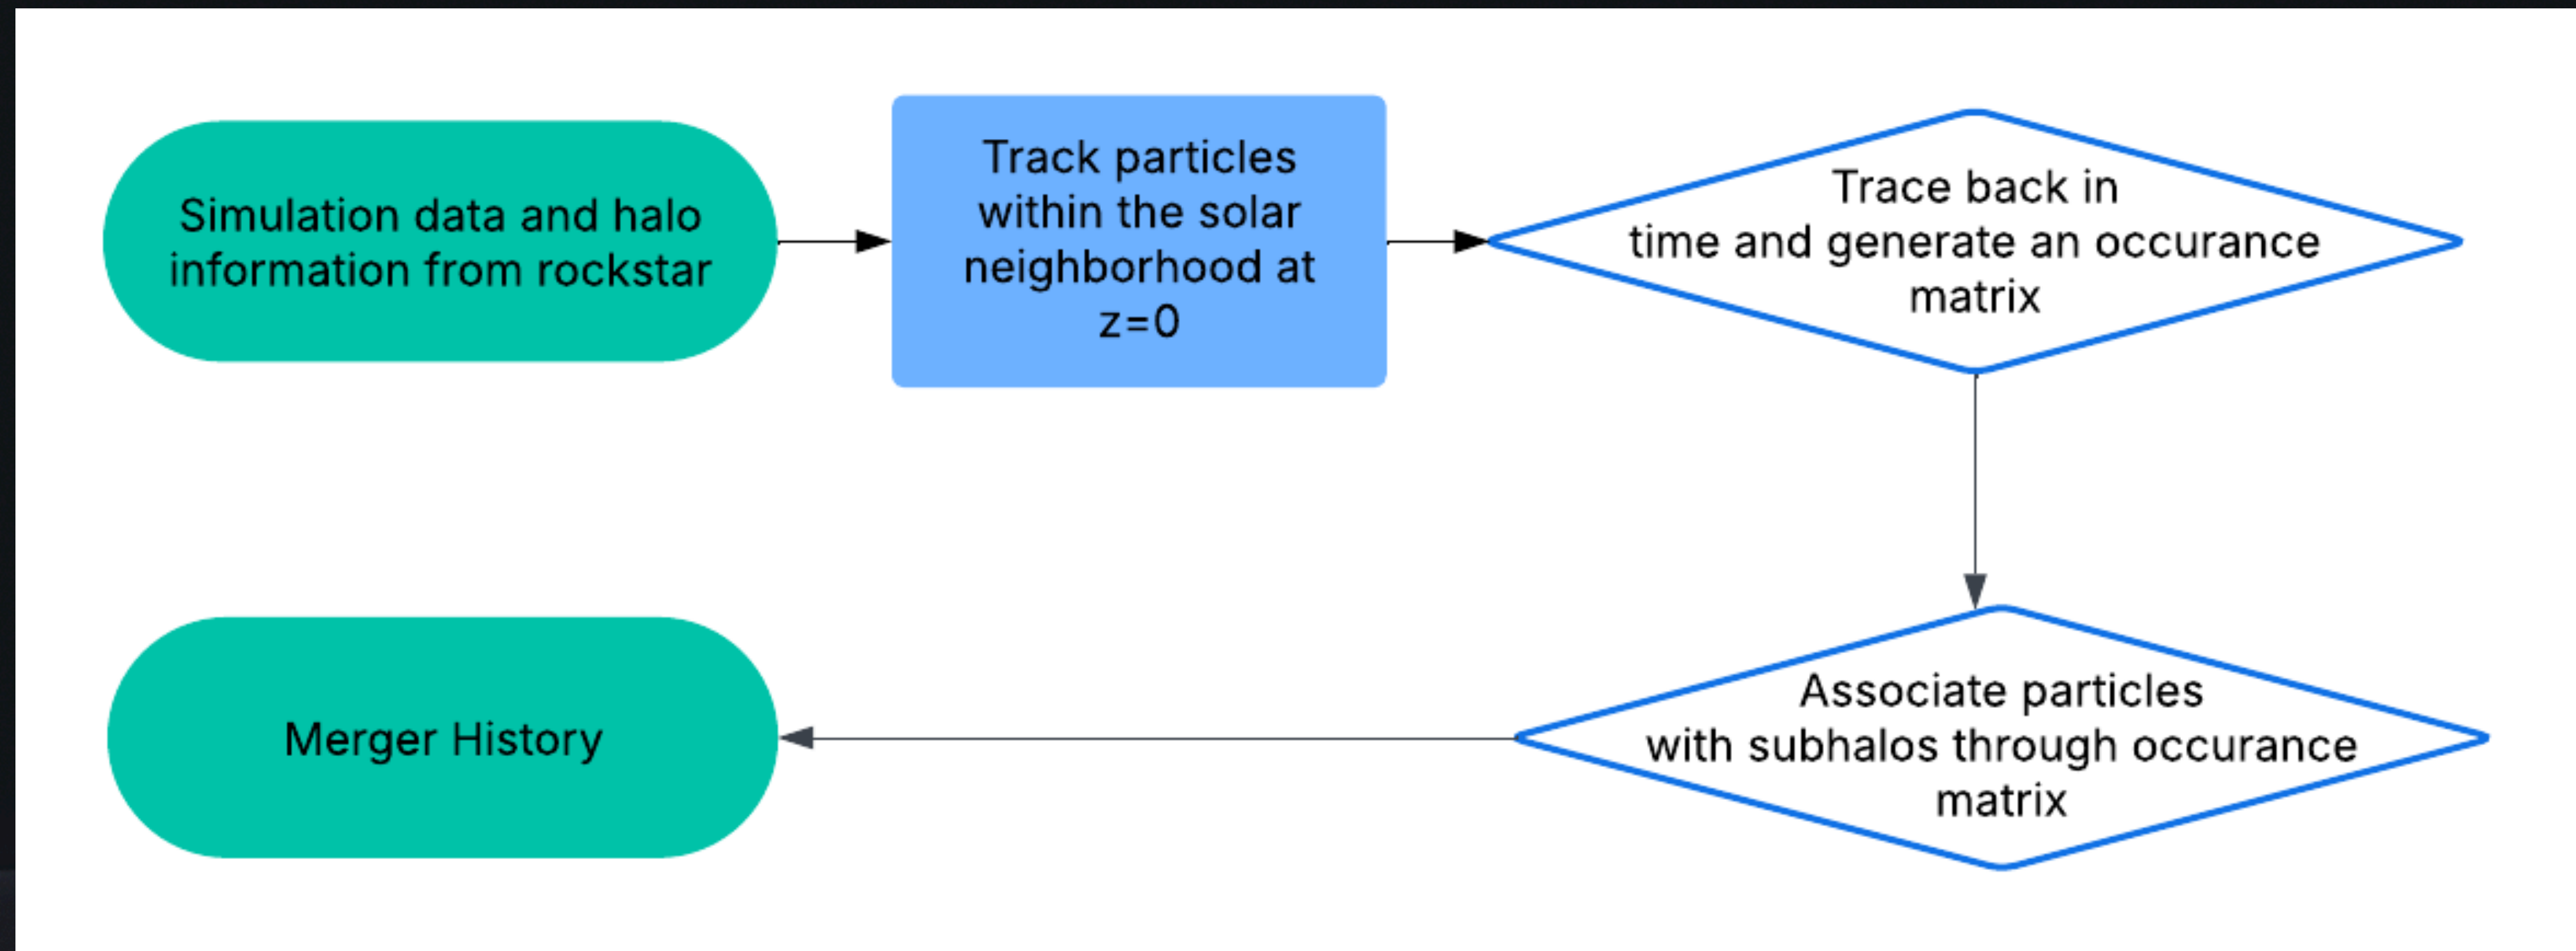 Simulation data and halo
information from rockstar
Track particles
within the solar
neighborhood at
z=0
Trace back in
time and generate an occurance
matrix
Associate particles
with subhalos through occurance
matrix
Merger History